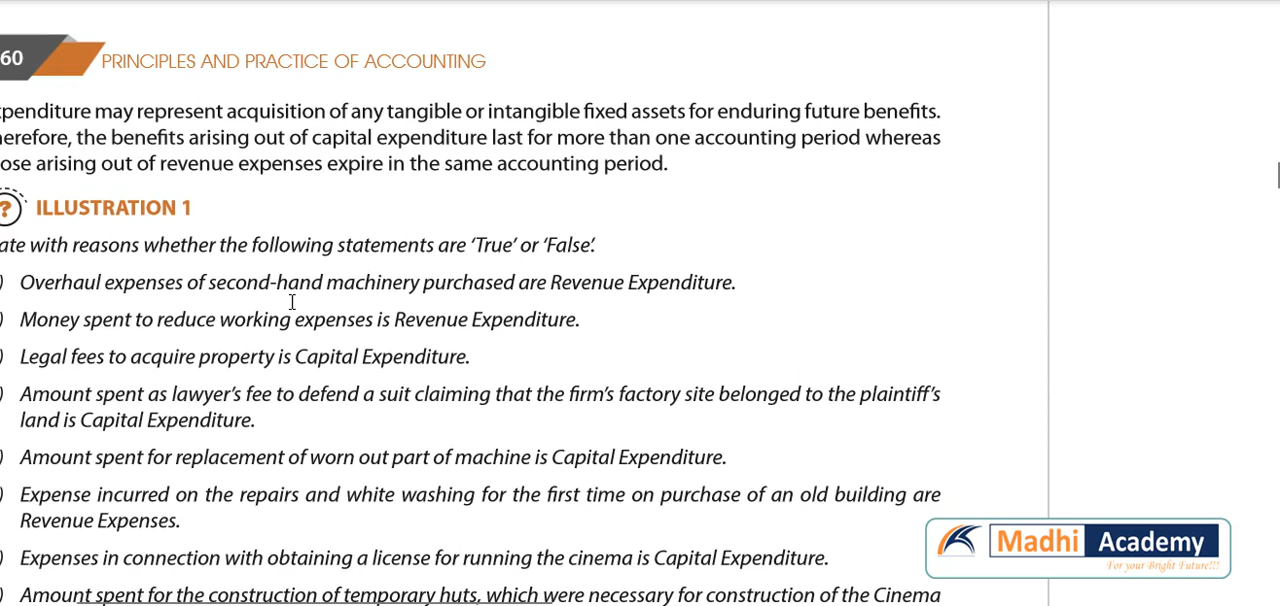 60 PRINCIPLES AND PRACTICE OF ACCOUNTING
xpenditure may represent acquisition of any tangible or intangible fixed assets for enduring future benefits.
herefore, the benefits arising out of capital expenditure last for more than one accounting period whereas
ose arising out of revenue expenses expire in the same accounting period.
? ILLUSTRATION 1
ate with reasons whether the following statements are ‘True’ or ‘False’.
) Overhaul expenses of second-hand machinery purchased are Revenue Expenditure.
) Money spent to reduce working expenses is Revenue Expenditure.
) Legal fees to acquire property is Capital Expenditure.
) Amount spent as lawyer’s fee to defend a suit claiming that the firm’s factory site belonged to the plaintiff’s
land is Capital Expenditure.
) Amount spent for replacement of worn out part of machine is Capital Expenditure.
) Expense incurred on the repairs and white washing for the first time on purchase of an old building are
Revenue Expenses.
) Expenses in connection with obtaining a license for running the cinema is Capital Expenditure.
) Amount spent for the construction of temporary huts, which were necessary for construction of the Cinema
Madhi Academy
For your Bright Future!!!